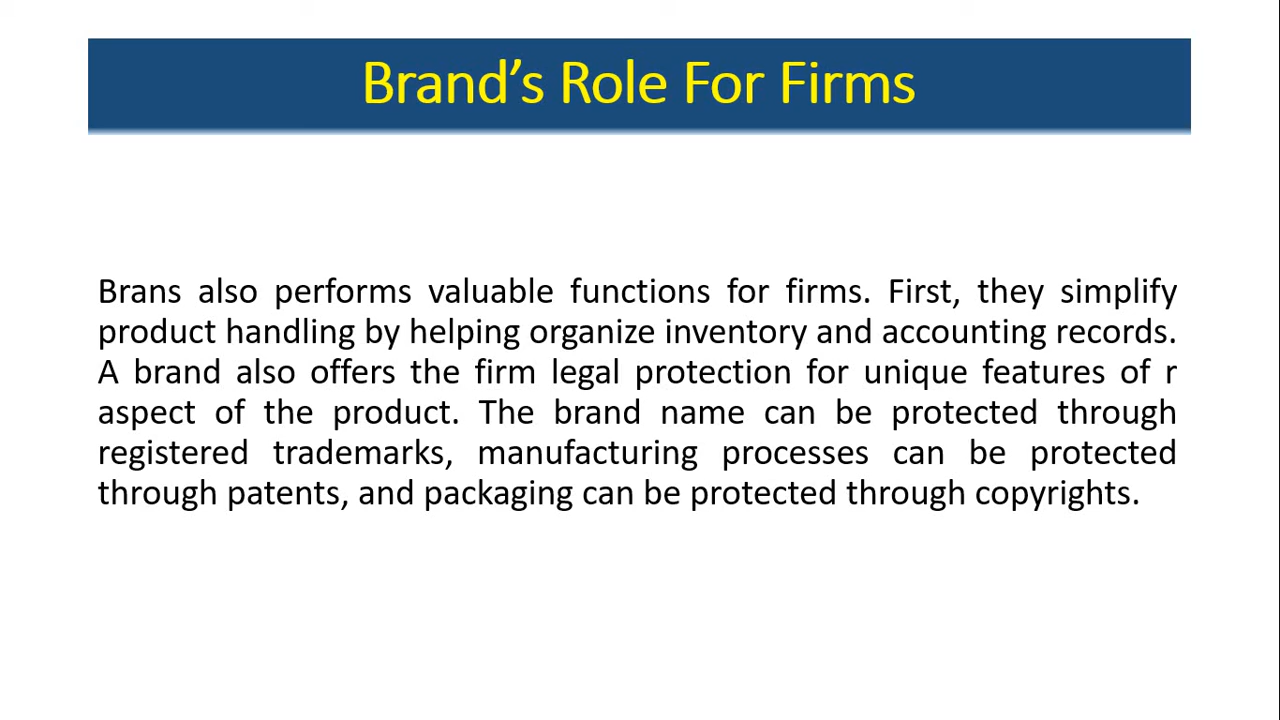 Brand’s Role For Firms
Brans also performs valuable functions for firms. First, they simplify
product handling by helping organize inventory and accounting records.
A brand also offers the firm legal protection for unique features of r
aspect of the product. The brand name can be protected through
registered trademarks, manufacturing processes can be protected
through patents, and packaging can be protected through copyrights.